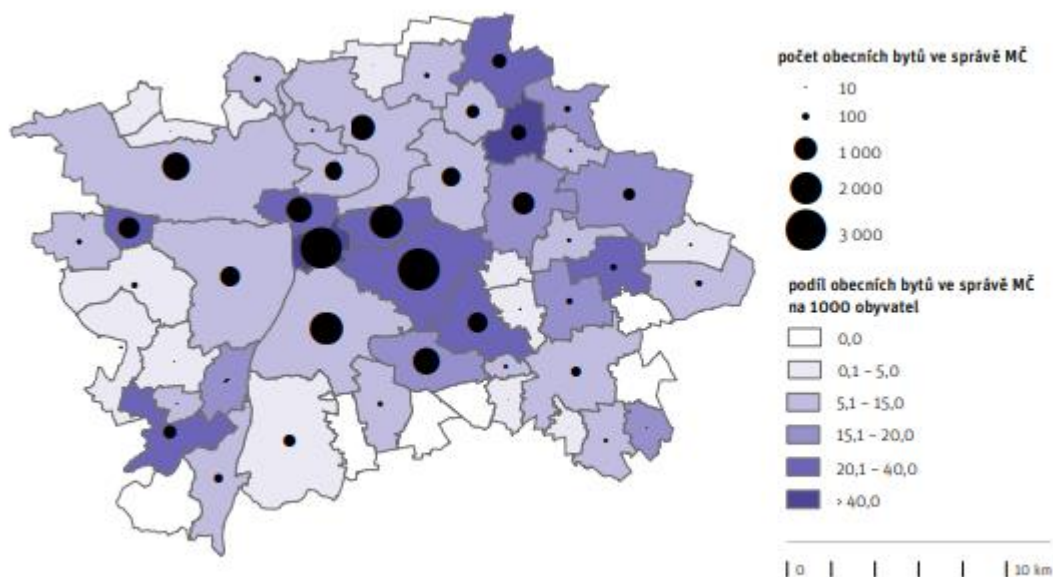 počet obecních bytů ve správě MČ
10
100
1 000
2 000
3 000
podíl obecních bytů ve správě MČ
na 1000 obyvatel
0,0
0,1 – 5,0
5,1 – 15,0
15,1 – 20,0
20,1 – 40,0
› 40,0
0 10 km